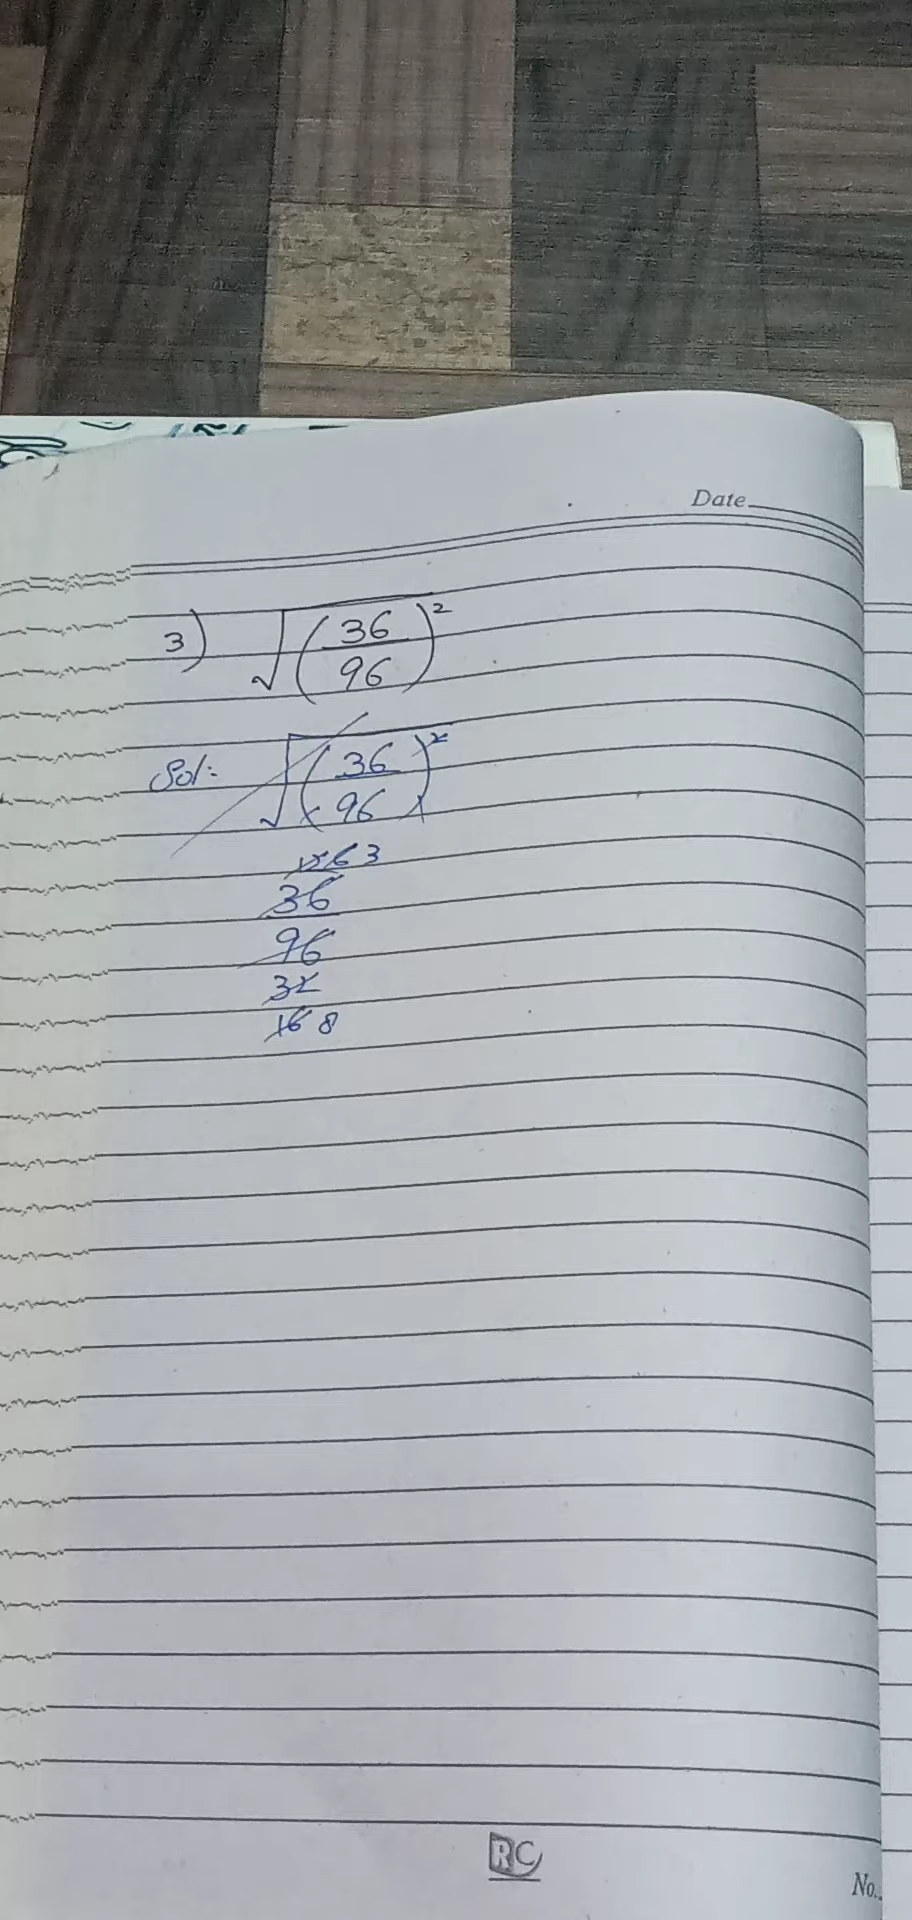 Date
3) √(36/96)²
Sol: √(36/96)²
12 6 3
36
96
32
16 8
RC
No.